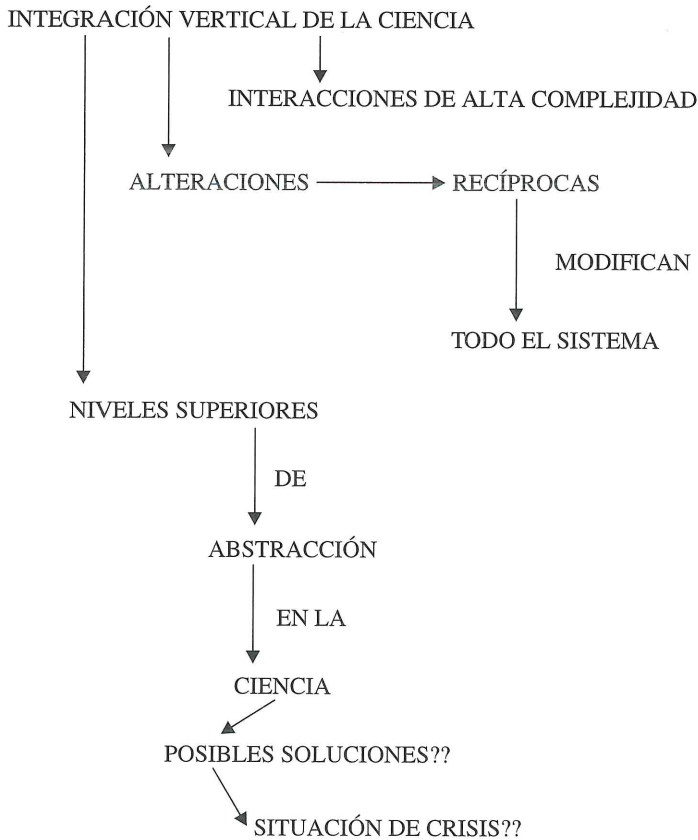 INTEGRACIÓN VERTICAL DE LA CIENCIA
INTERACCIONES DE ALTA COMPLEJIDAD
ALTERACIONES
RECÍPROCAS
MODIFICAN
TODO EL SISTEMA
NIVELES SUPERIORES
DE
ABSTRACCIÓN
EN LA
CIENCIA
POSIBLES SOLUCIONES??
SITUACIÓN DE CRISIS??